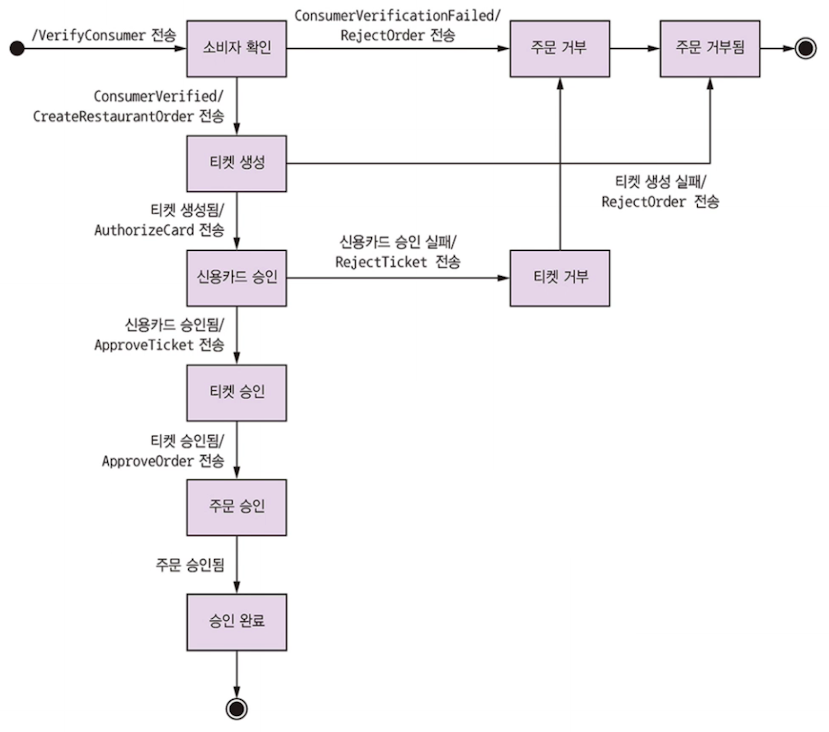 /VerifyConsumer 전송
소비자 확인
ConsumerVerificationFailed/
RejectOrder 전송
주문 거부
주문 거부됨
ConsumerVerified/
CreateRestaurantOrder 전송
티켓 생성
티켓 생성 실패/
RejectOrder 전송
티켓 생성됨/
AuthorizeCard 전송
신용카드 승인
신용카드 승인 실패/
RejectTicket 전송
티켓 거부
신용카드 승인됨/
ApproveTicket 전송
티켓 승인
티켓 승인됨/
ApproveOrder 전송
주문 승인
주문 승인됨
승인 완료